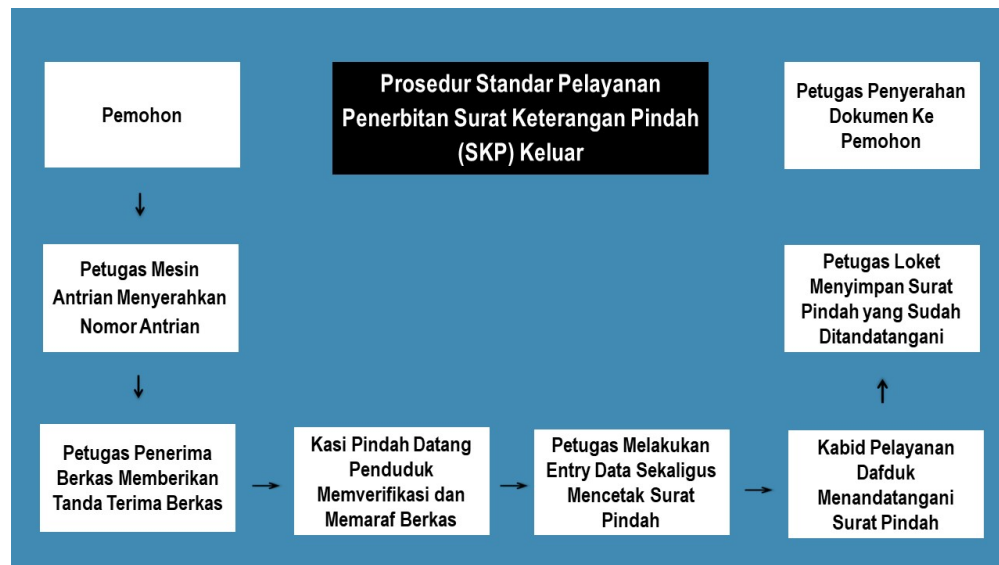 Prosedur Standar Pelayanan
Penerbitan Surat Keterangan Pindah
(SKP) Keluar
Pemohon
Petugas Mesin
Antrian Menyerahkan
Nomor Antrian
Petugas Penerima
Berkas Memberikan
Tanda Terima Berkas
Kasi Pindah Datang
Penduduk
Memverifikasi dan
Memaraf Berkas
Petugas Melakukan
Entry Data Sekaligus
Mencetak Surat
Pindah
Kabid Pelayanan
Dafduk
Menandatangani
Surat Pindah
Petugas Loket
Menyimpan Surat
Pindah yang Sudah
Ditandatangani
Petugas Penyerahan
Dokumen Ke
Pemohon